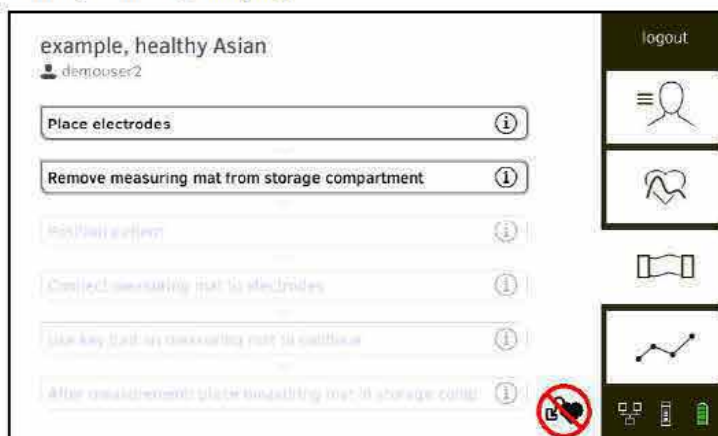 example, healthy Asian
demouser2
Place electrodes
Remove measuring mat from storage compartment
Position patient
Connect measuring mat to electrodes
Use key pad on measuring mat to continue
After measurement: place measuring mat in storage comp
logout